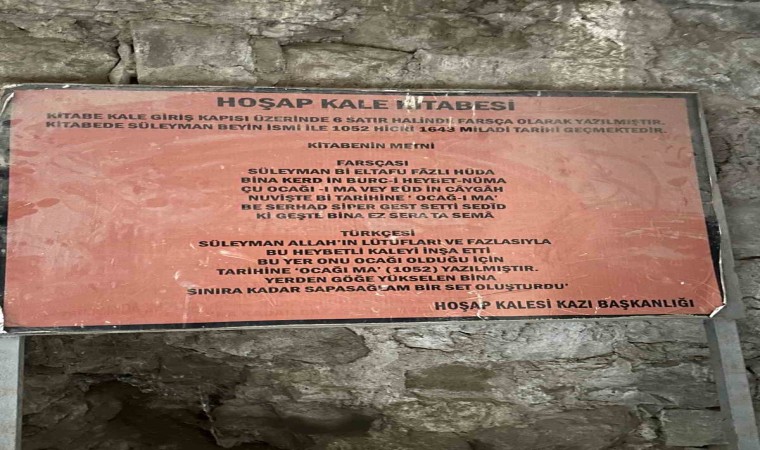 HOŞAP KALE KİTABESİ
KİTABE KALE GİRİŞ KAPISI ÜZERİNDE 6 SATIR HALİNDE FARSÇA OLARAK YAZILMIŞTIR.
KİTABEDE SÜLEYMAN BEYİN İSMİ İLE 1052 HİCRİ 1643 MİLADİ TARİHİ GEÇMEKTEDİR.
KİTABENİN METNİ
FARSÇASI
SÜLEYMAN Bİ ELTAFU FAZLI HÜDA
BİNA KERD İN BURC-İ HEYBET-NÜMA
ÇU OCAĞI -I MA VEY BÜD İN CÂYGÂH
NUVİŞTE Bİ TARİHİNE ' OCAĞ-I MA'
BE SERHAD SİPER GEST SETTİ SEDİD
Kİ GEŞTE BİNA EZ SERA TA SEMÂ
TÜRKÇESİ
SÜLEYMAN ALLAH'IN LÜTUFLARI VE FAZLASIYLA
BU HEYBETLİ KALEYİ İNŞA ETTİ
BU YER ONU OCAĞI OLDUĞU İÇİN
TARİHİNE 'OCAĞI MA' (1052) YAZILMIŞTIR.
YERDEN GÖĞE YÜKSELEN BİNA
SINIRA KADAR SAPASAĞLAM BİR SET OLUŞTURDU'
HOŞAP KALESİ KAZI BAŞKANLIĞI